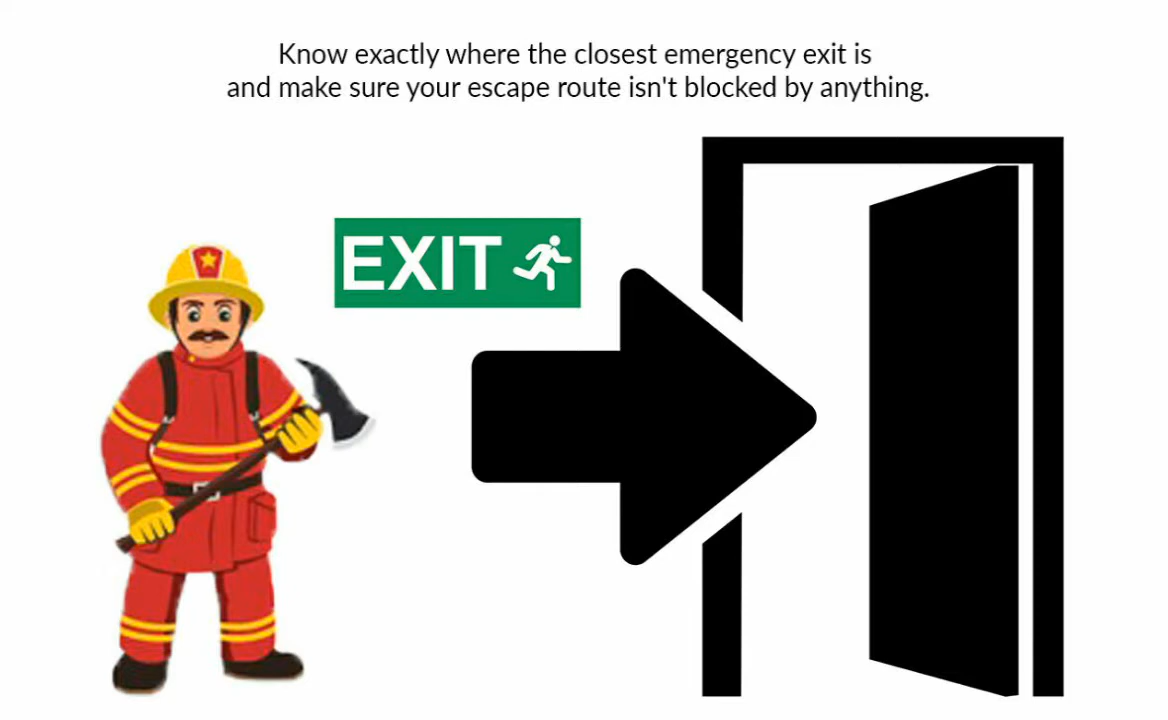 Know exactly where the closest emergency exit is
and make sure your escape route isn't blocked by anything.
EXIT